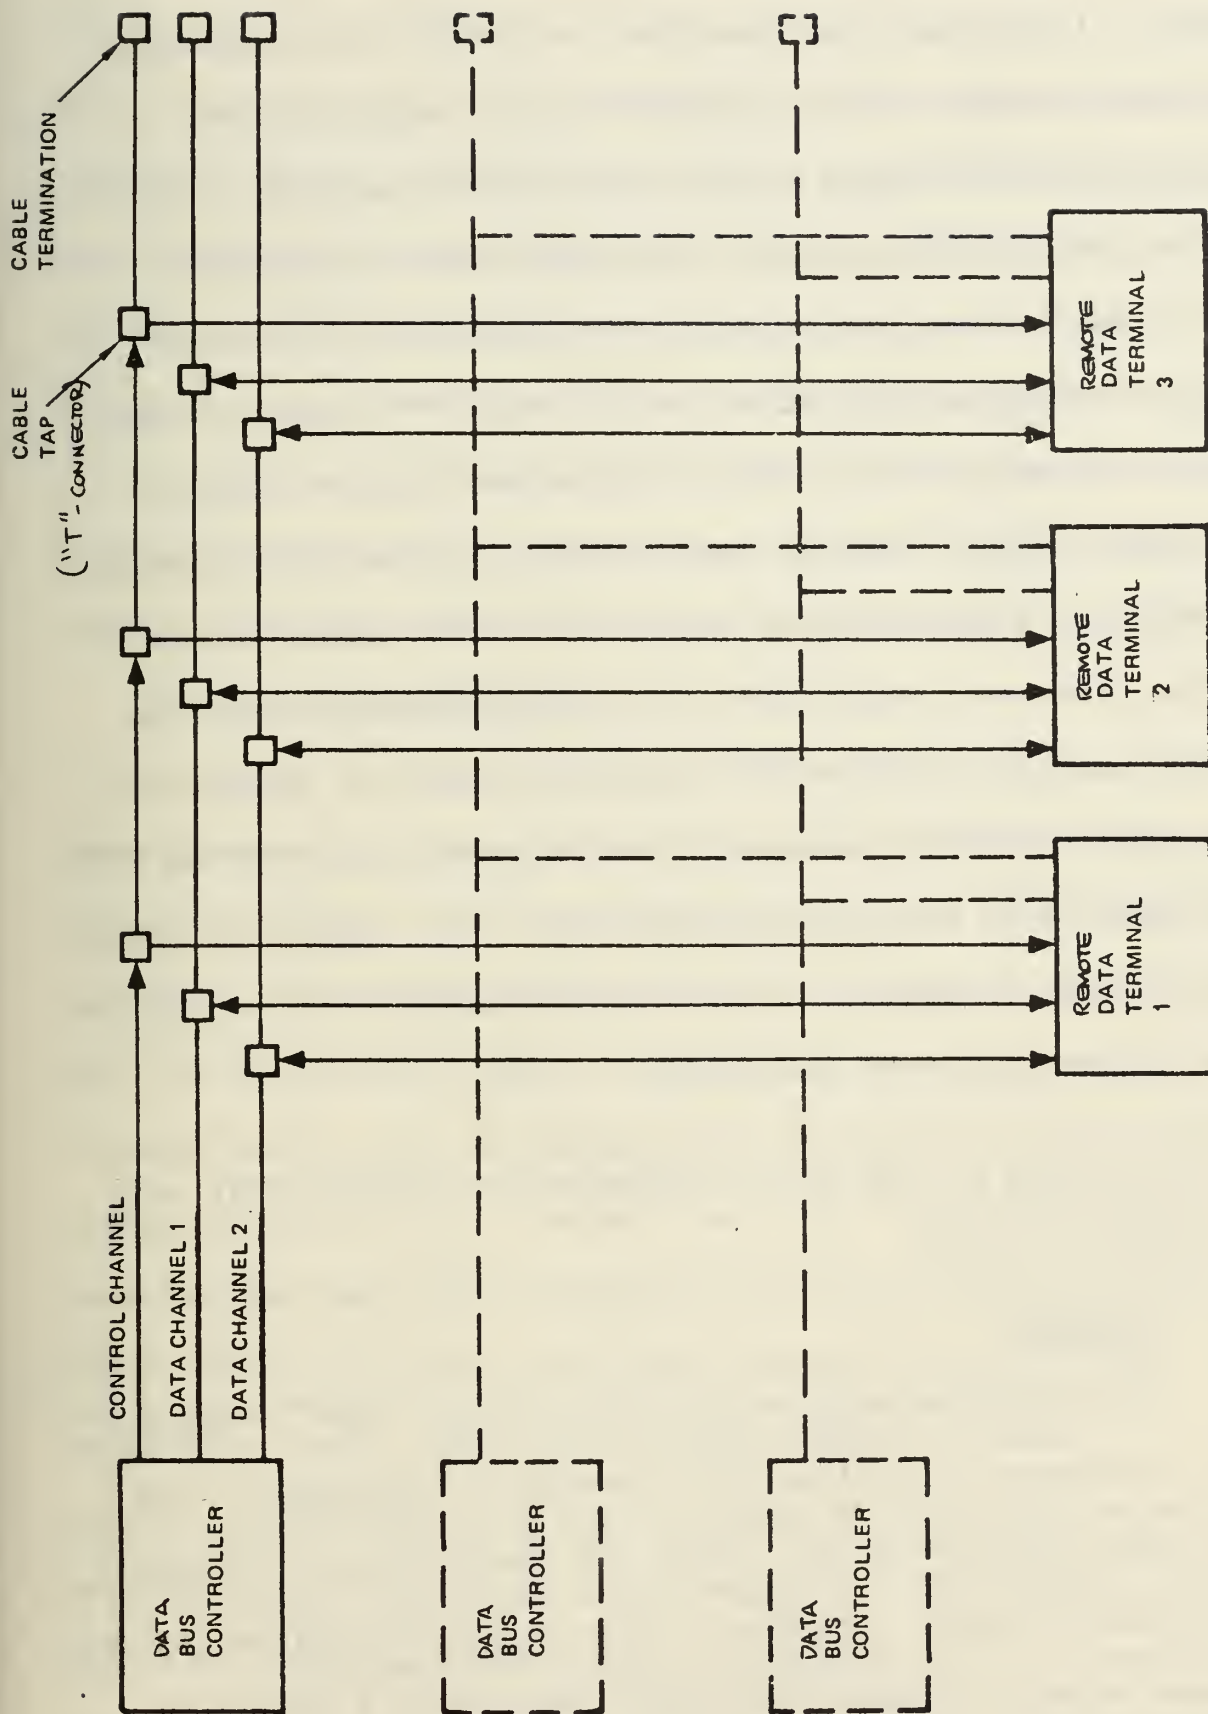 CABLE
TERMINATION
CABLE
TAP
("T"-CONNECTOR)
CONTROL CHANNEL
DATA CHANNEL 1
DATA CHANNEL 2
DATA
BUS
CONTROLLER
DATA
BUS
CONTROLLER
DATA
BUS
CONTROLLER
REMOTE
DATA
TERMINAL
1
REMOTE
DATA
TERMINAL
2
REMOTE
DATA
TERMINAL
3